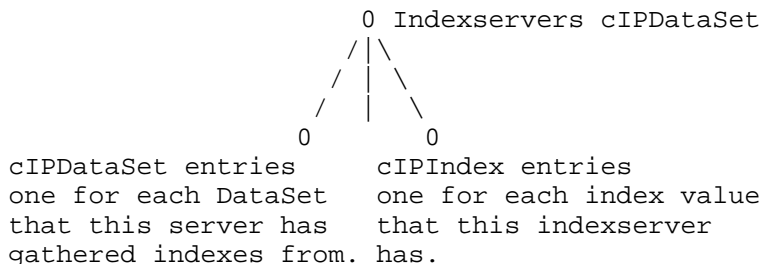 0 Indexservers cIPDataSet
/|\
/ | \
/ | \
0 0
cIPDataSet entries cIPIndex entries
one for each DataSet one for each index value
that this server has that this indexserver
gathered indexes from. has.